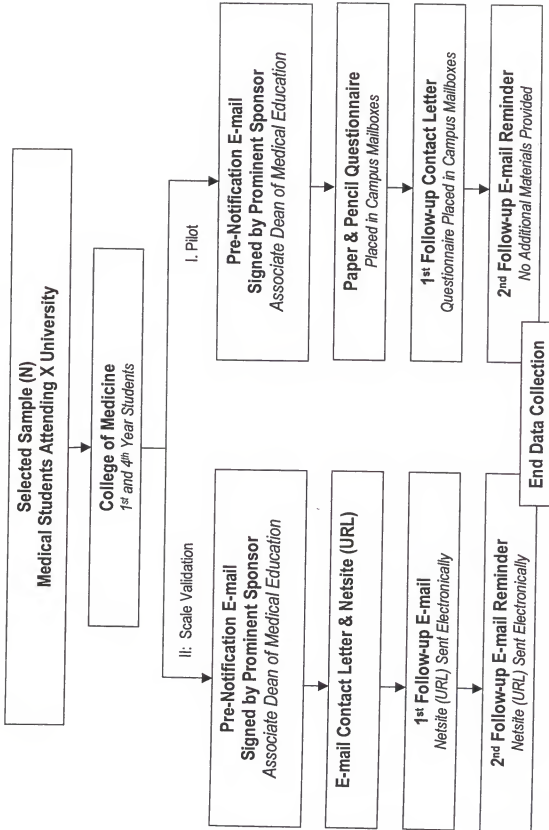 Selected Sample (N)
Medical Students Attending X University
College of Medicine
1st and 4th Year Students
II: Scale Validation
I. Pilot
Pre-Notification E-mail
Signed by Prominent Sponsor
Associate Dean of Medical Education
E-mail Contact Letter & Netsite (URL)
1st Follow-up E-mail
Netsite (URL) Sent Electronically
2nd Follow-up E-mail Reminder
Netsite (URL) Sent Electronically
Pre-Notification E-mail
Signed by Prominent Sponsor
Associate Dean of Medical Education
Paper & Pencil Questionnaire
Placed in Campus Mailboxes
1st Follow-up Contact Letter
Questionnaire Placed in Campus Mailboxes
2nd Follow-up E-mail Reminder
No Additional Materials Provided
End Data Collection